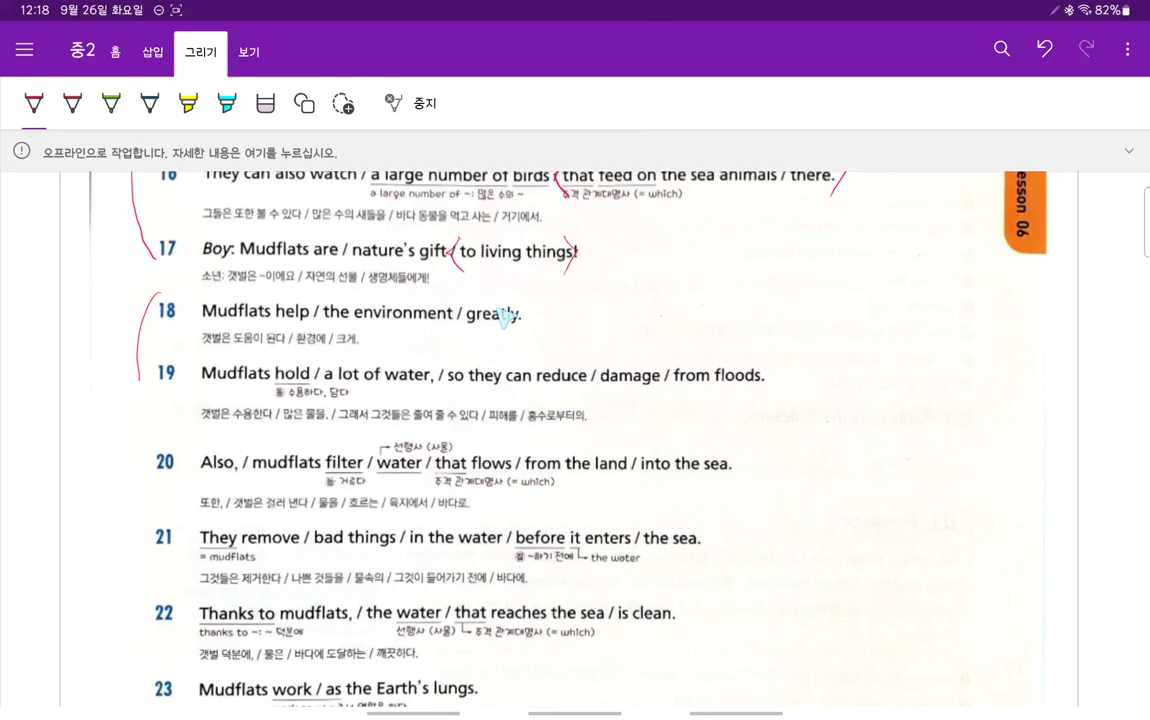 12:18 9월 26일 화요일 82%
중2 홈 삽입 그리기 보기
중지
오프라인으로 작업합니다. 자세한 내용은 여기를 누르십시오.
16 They can also watch / a large number of birds / that feed on the sea animals / there.
a large number of ~: 많은 수의 ~ 주격 관계대명사 (= which)
그들은 또한 볼 수 있다 / 많은 수의 새들을 / 바다 동물을 먹고 사는 / 거기에서.
esson 06
17 Boy: Mudflats are / nature's gift / to living things!
소년: 갯벌은 ~이에요 / 자연의 선물 / 생명체들에게!
18 Mudflats help / the environment / greatly.
갯벌은 도움이 된다 / 환경에 / 크게.
19 Mudflats hold / a lot of water, / so they can reduce / damage / from floods.
동 수용하다, 담다
갯벌은 수용한다 / 많은 물을, / 그래서 그것들은 줄여 줄 수 있다 / 피해를 / 홍수로부터의.
선행사 (사물)
20 Also, / mudflats filter / water / that flows / from the land / into the sea.
동 거르다 주격 관계대명사 (= which)
또한, / 갯벌은 걸러 낸다 / 물을 / 흐르는 / 육지에서 / 바다로.
21 They remove / bad things / in the water / before it enters / the sea.
= mudflats 접 ~하기 전에 the water
그것들은 제거한다 / 나쁜 것들을 / 물속의 / 그것이 들어가기 전에 / 바다에.
22 Thanks to mudflats, / the water / that reaches the sea / is clean.
thanks to ~: ~ 덕분에 선행사 (사물) 주격 관계대명사 (= which)
갯벌 덕분에, / 물은 / 바다에 도달하는 / 깨끗하다.
23 Mudflats work / as the Earth's lungs.